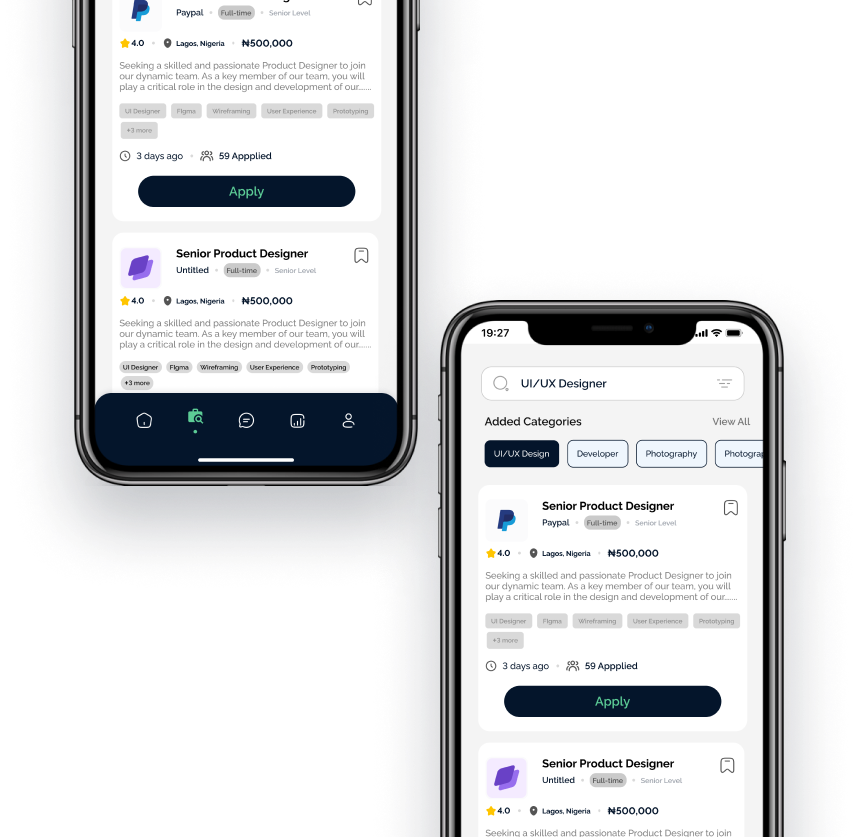 Paypal • Full-time • Senior Level
4.0 • Lagos, Nigeria • ₦500,000
Seeking a skilled and passionate Product Designer to join
our dynamic team. As a key member of our team, you will
play a critical role in the design and development of our.......
UI Designer Figma Wireframing User Experience Prototyping
+3 more
3 days ago • 59 Appplied
Apply
Senior Product Designer
Untitled • Full-time • Senior Level
4.0 • Lagos, Nigeria • ₦500,000
Seeking a skilled and passionate Product Designer to join
our dynamic team. As a key member of our team, you will
play a critical role in the design and development of our.......
UI Designer Figma Wireframing User Experience Prototyping
+3 more
19:27
UI/UX Designer
Added Categories View All
UI/UX Design Developer Photography Photograp
Senior Product Designer
Paypal • Full-time • Senior Level
4.0 • Lagos, Nigeria • ₦500,000
Seeking a skilled and passionate Product Designer to join
our dynamic team. As a key member of our team, you will
play a critical role in the design and development of our.......
UI Designer Figma Wireframing User Experience Prototyping
+3 more
3 days ago • 59 Appplied
Apply
Senior Product Designer
Untitled • Full-time • Senior Level
4.0 • Lagos, Nigeria • ₦500,000
Seeking a skilled and passionate Product Designer to join